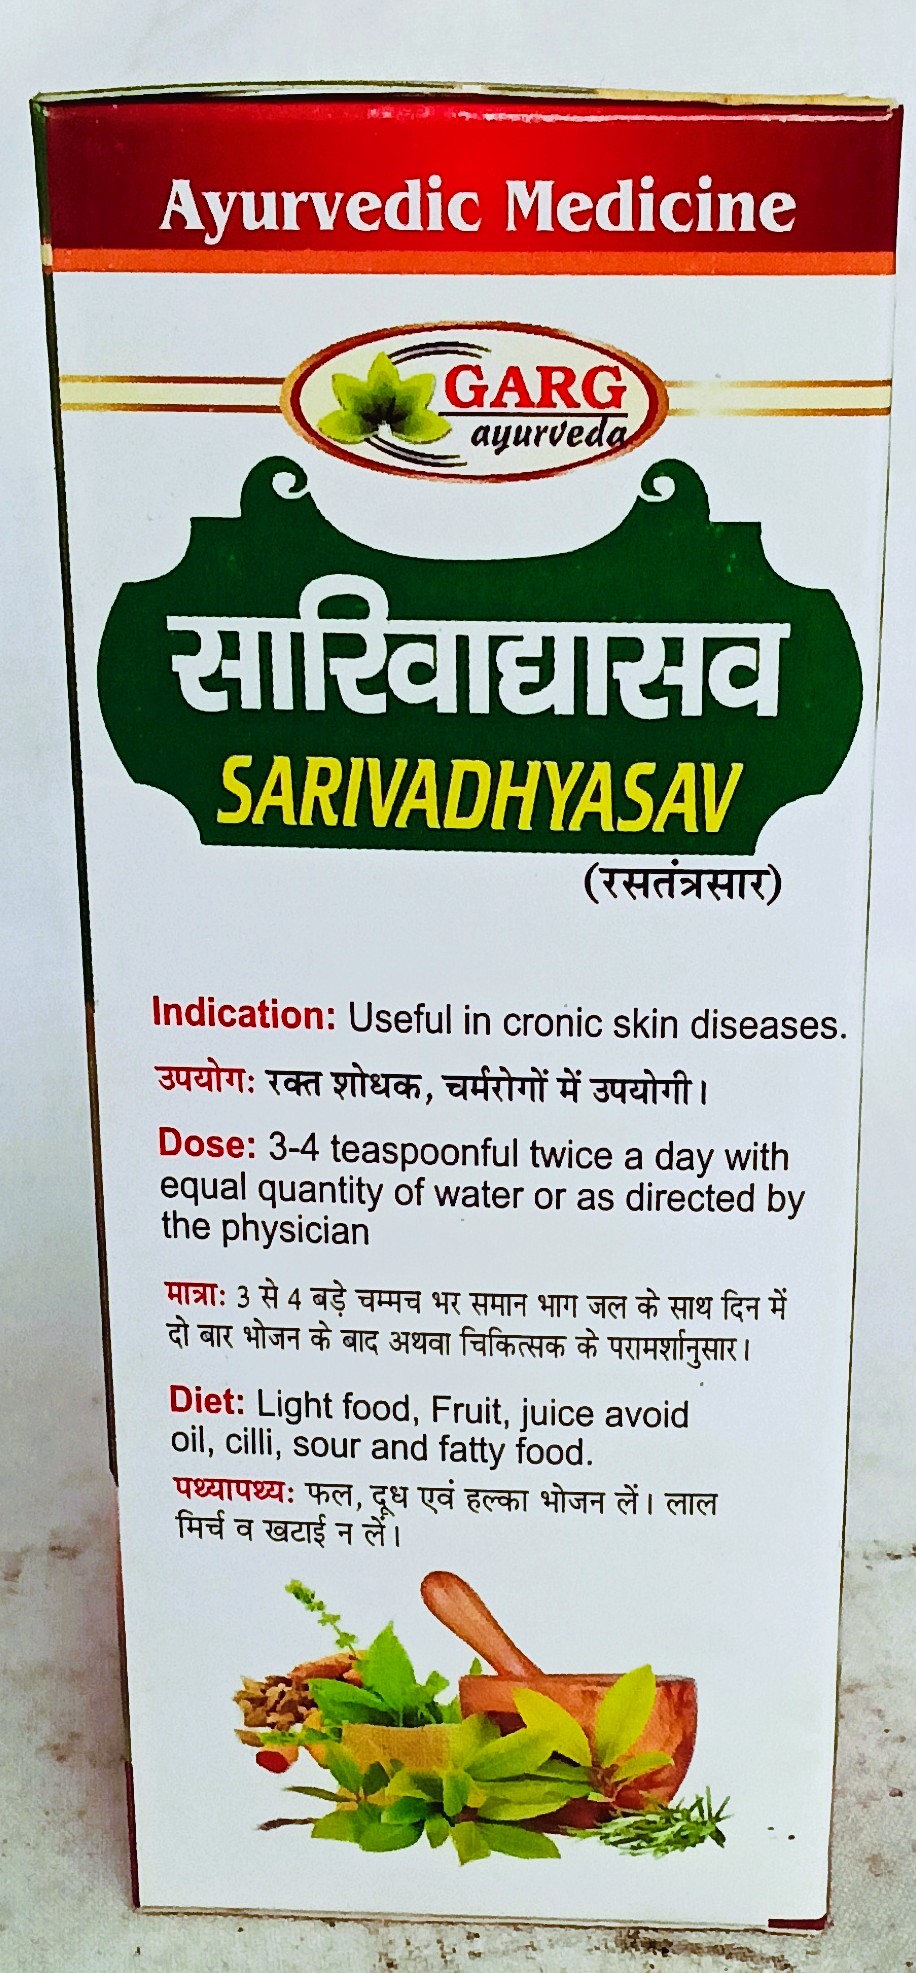 Ayurvedic Medicine
GARG
ayurveda
सारिवाद्यासव
SARIVADHYASAV
(रसतंत्रसार)
Indication: Useful in cronic skin diseases.
उपयोग: रक्त शोधक, चर्मरोगों में उपयोगी।
Dose: 3-4 teaspoonful twice a day with
equal quantity of water or as directed by
the physician
मात्रा: 3 से 4 बड़े चम्मच भर समान भाग जल के साथ दिन में
दो बार भोजन के बाद अथवा चिकित्सक के परामर्शानुसार।
Diet: Light food, Fruit, juice avoid
oil, cilli, sour and fatty food.
पथ्यापथ्य: फल, दूध एवं हल्का भोजन लें। लाल
मिर्च व खटाई न लें।